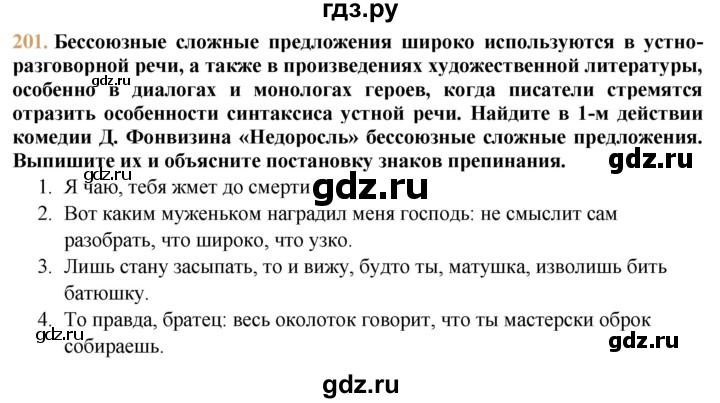 гдз.ру
201. Бессоюзные сложные предложения широко используются в устно-
разговорной речи, а также в произведениях художественной литературы,
особенно в диалогах и монологах героев, когда писатели стремятся
отразить особенности синтаксиса устной речи. Найдите в 1-м действии
комедии Д. Фонвизина «Недоросль» бессоюзные сложные предложения.
Выпишите их и объясните постановку знаков препинания.
1. Я чаю, тебя жмет до смерти
2. Вот каким муженьком наградил меня господь: не смыслит сам
разобрать, что широко, что узко.
3. Лишь стану засыпать, то и вижу, будто ты, матушка, изволишь бить
батюшку.
4. То правда, братец: весь околоток говорит, что ты мастерски оброк
собираешь.
gdz.ru
gdz.ru
gdz.ru
gdz.ru
gdz.ru
gdz.ru
gdz.ru